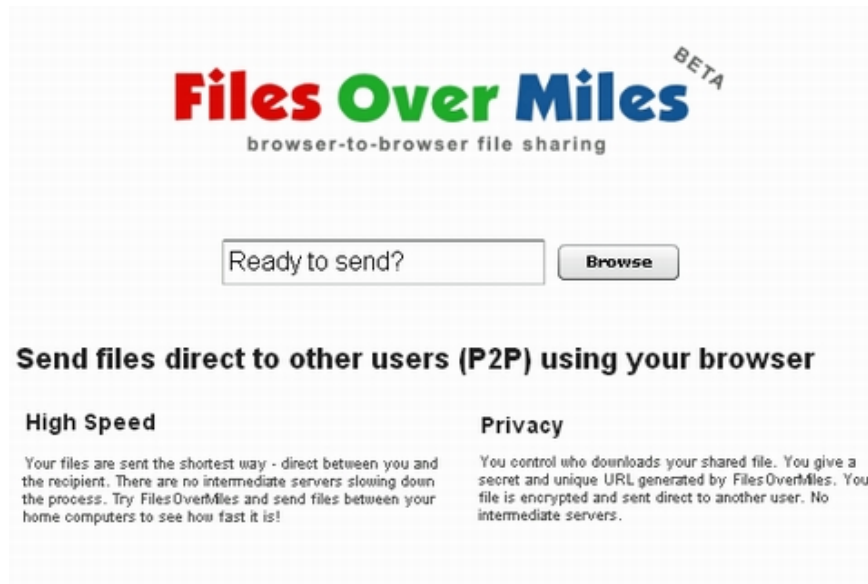 Files Over Miles BETA
browser-to-browser file sharing
Ready to send?
Browse
Send files direct to other users (P2P) using your browser
High Speed
Your files are sent the shortest way - direct between you and
the recipient. There are no intermediate servers slowing down
the process. Try FilesOverMiles and send files between your
home computers to see how fast it is!
Privacy
You control who downloads your shared file. You give a
secret and unique URL generated by FilesOverMiles. You
file is encrypted and sent direct to another user. No
intermediate servers.